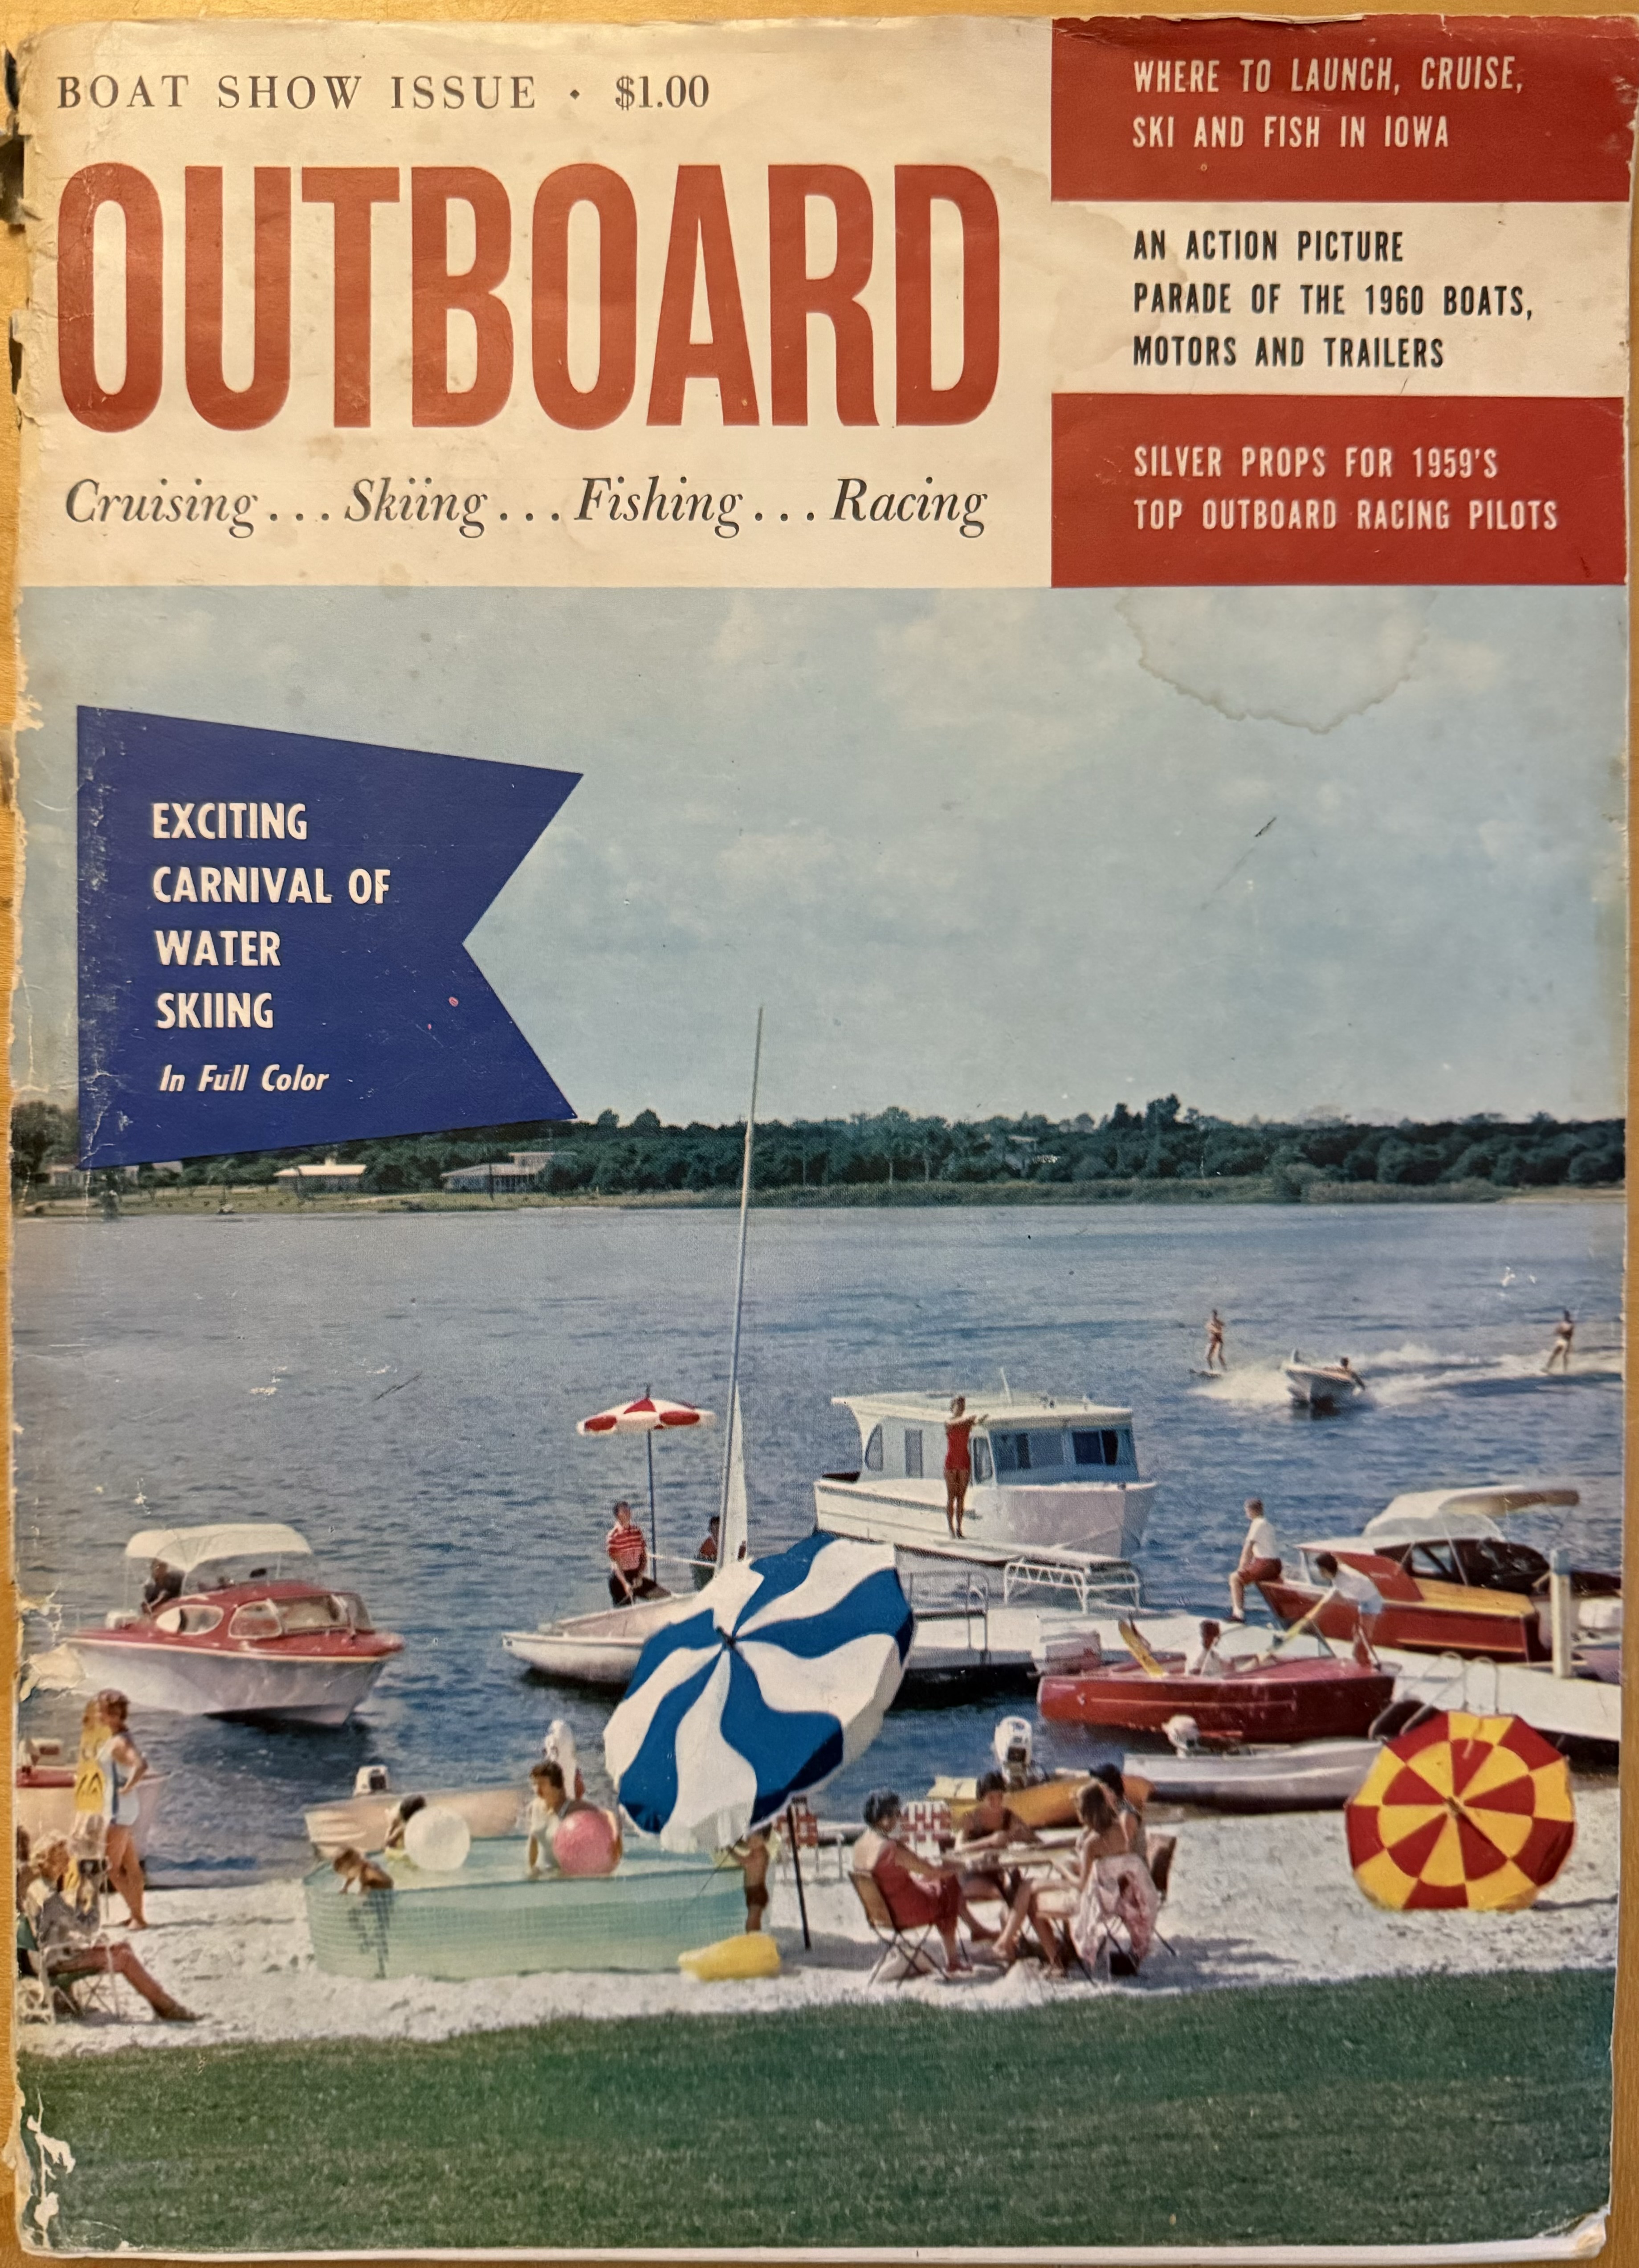 BOAT SHOW ISSUE · $1.00
OUTBOARD
Cruising... Skiing... Fishing... Racing
WHERE TO LAUNCH, CRUISE,
SKI AND FISH IN IOWA
AN ACTION PICTURE
PARADE OF THE 1960 BOATS,
MOTORS AND TRAILERS
SILVER PROPS FOR 1959'S
TOP OUTBOARD RACING PILOTS
EXCITING
CARNIVAL OF
WATER
SKIING
In Full Color